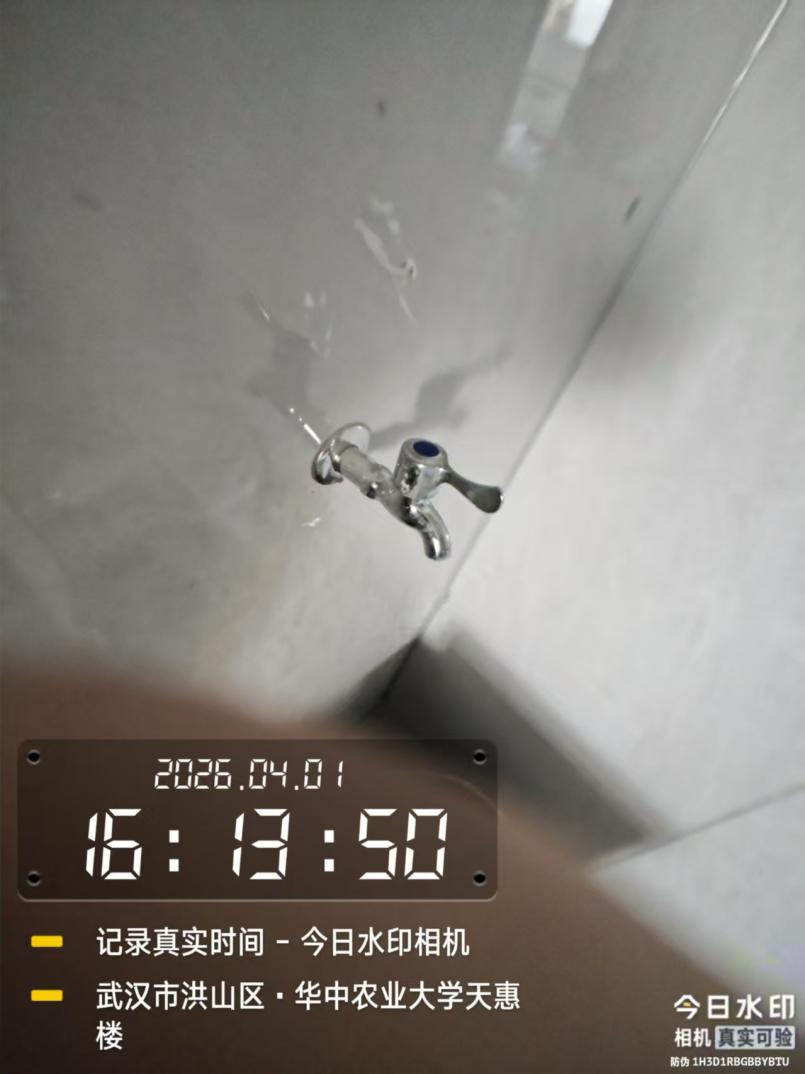 2026.04.01
16:13:50
记录真实时间 - 今日水印相机
武汉市洪山区·华中农业大学天惠
楼
今日水印
相机 真实可验
防伪 1H3D1RBGBBYBTU